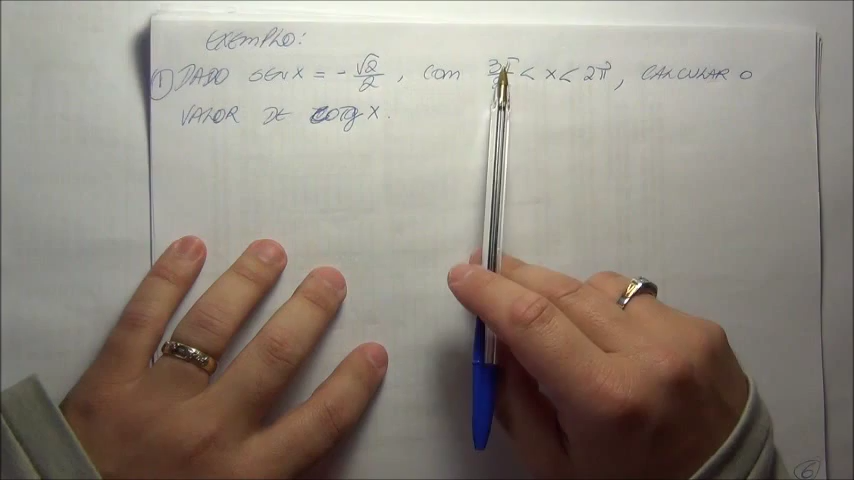 EXEMPLO:
① DADO SEN X = - √2/2 , COM 3π/2 < X < 2π , CALCULAR O
VALOR DE COTG X.
6